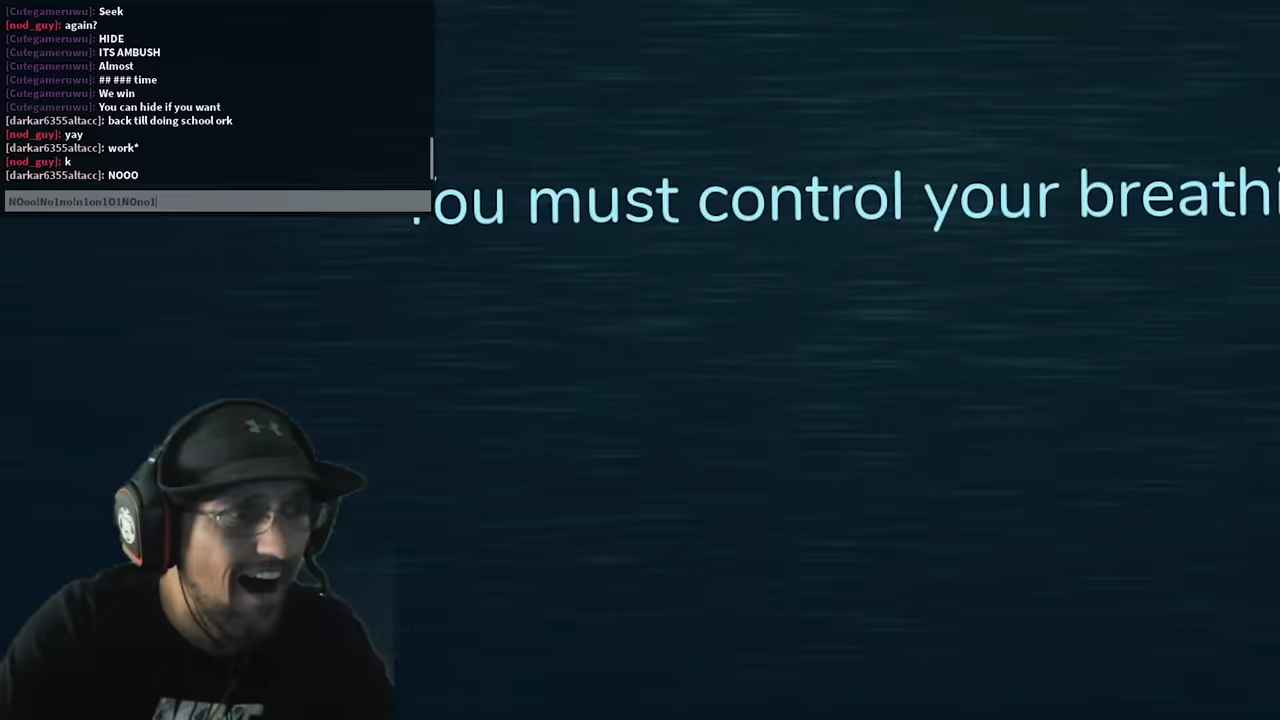 [Cutegameruwu]: Seek
[nod_guy]: again?
[Cutegameruwu]: HIDE
[Cutegameruwu]: ITS AMBUSH
[Cutegameruwu]: Almost
[Cutegameruwu]: ## ### time
[Cutegameruwu]: We win
[Cutegameruwu]: You can hide if you want
[darkar6355altacc]: back till doing school ork
[nod_guy]: yay
[darkar6355altacc]: work*
[nod_guy]: k
[darkar6355altacc]: NOOO
ou must control your breathi